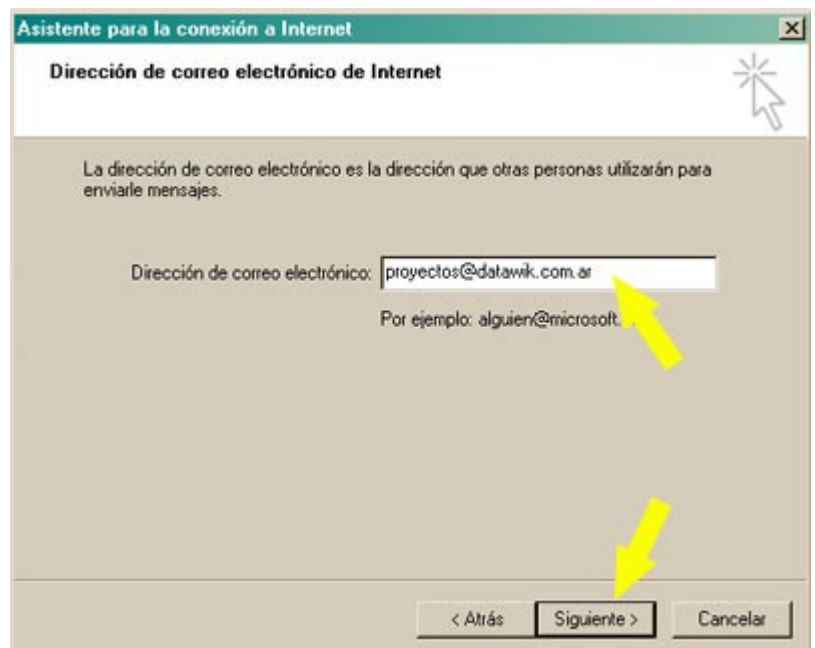 Asistente para la conexión a Internet
Dirección de correo electrónico de Internet
La dirección de correo electrónico es la dirección que otras personas utilizarán para
enviarle mensajes.
Dirección de correo electrónico: proyectos@datawik.com.ar
Por ejemplo: alguien@microsoft.
< Atrás Siguiente > Cancelar